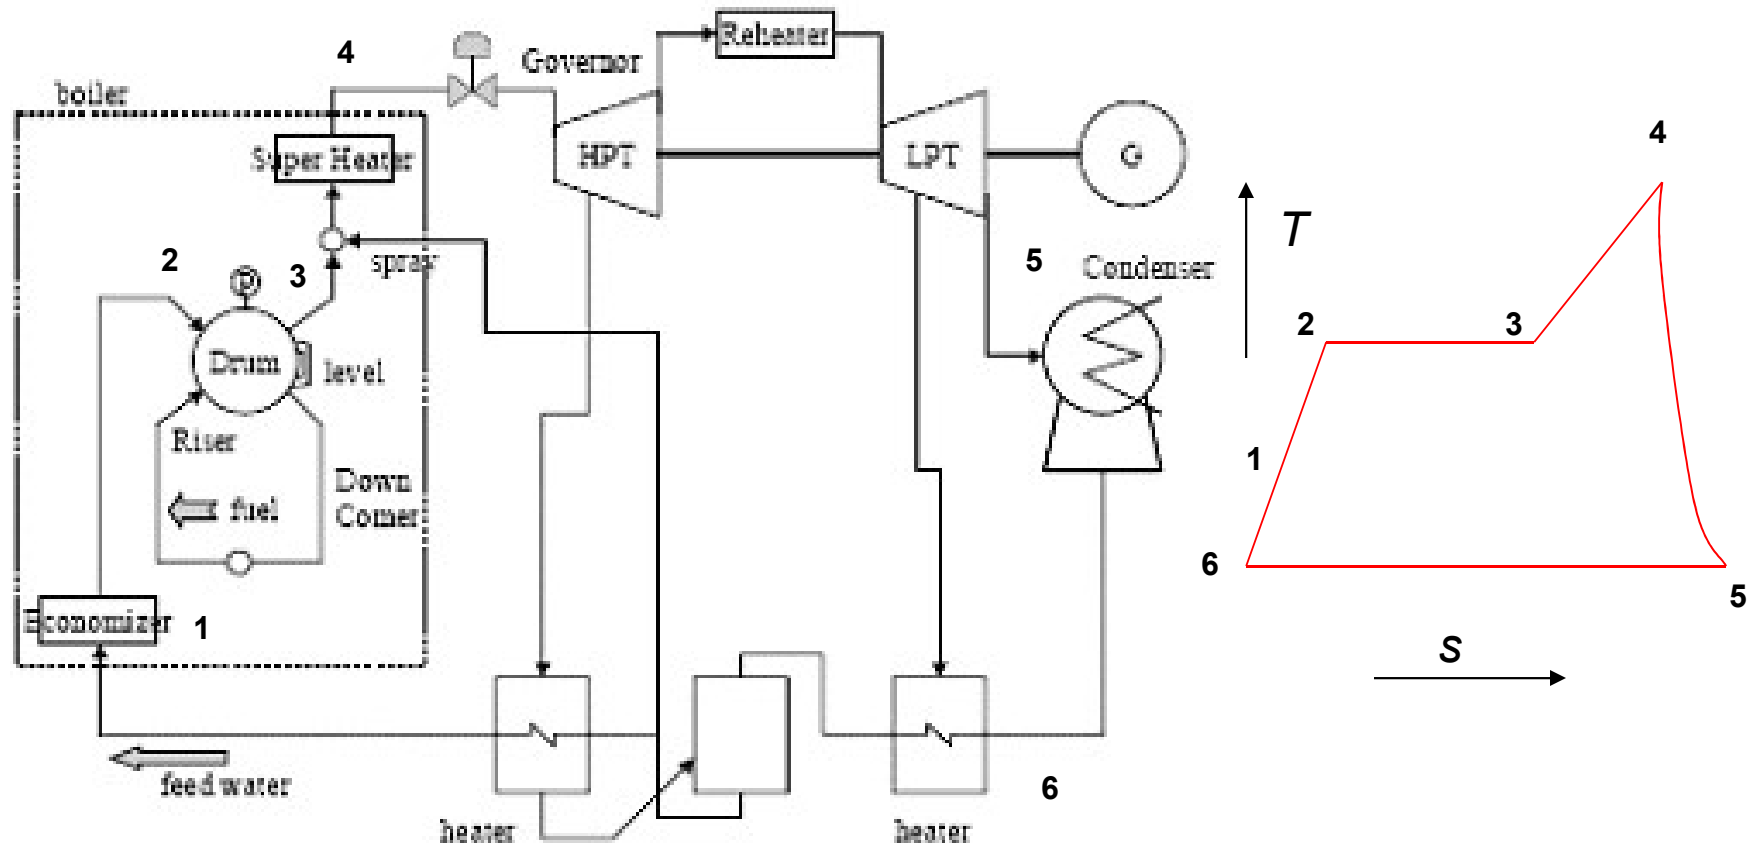 4
Reheater
Governor
boiler
Super Heater
HPT
LPT
G
4
T
2
3
P
spray
5
Condenser
2
3
Drum
level
Riser
1
Down
Comer
fuel
6
5
Economizer
1
s
feed water
6
heater
heater